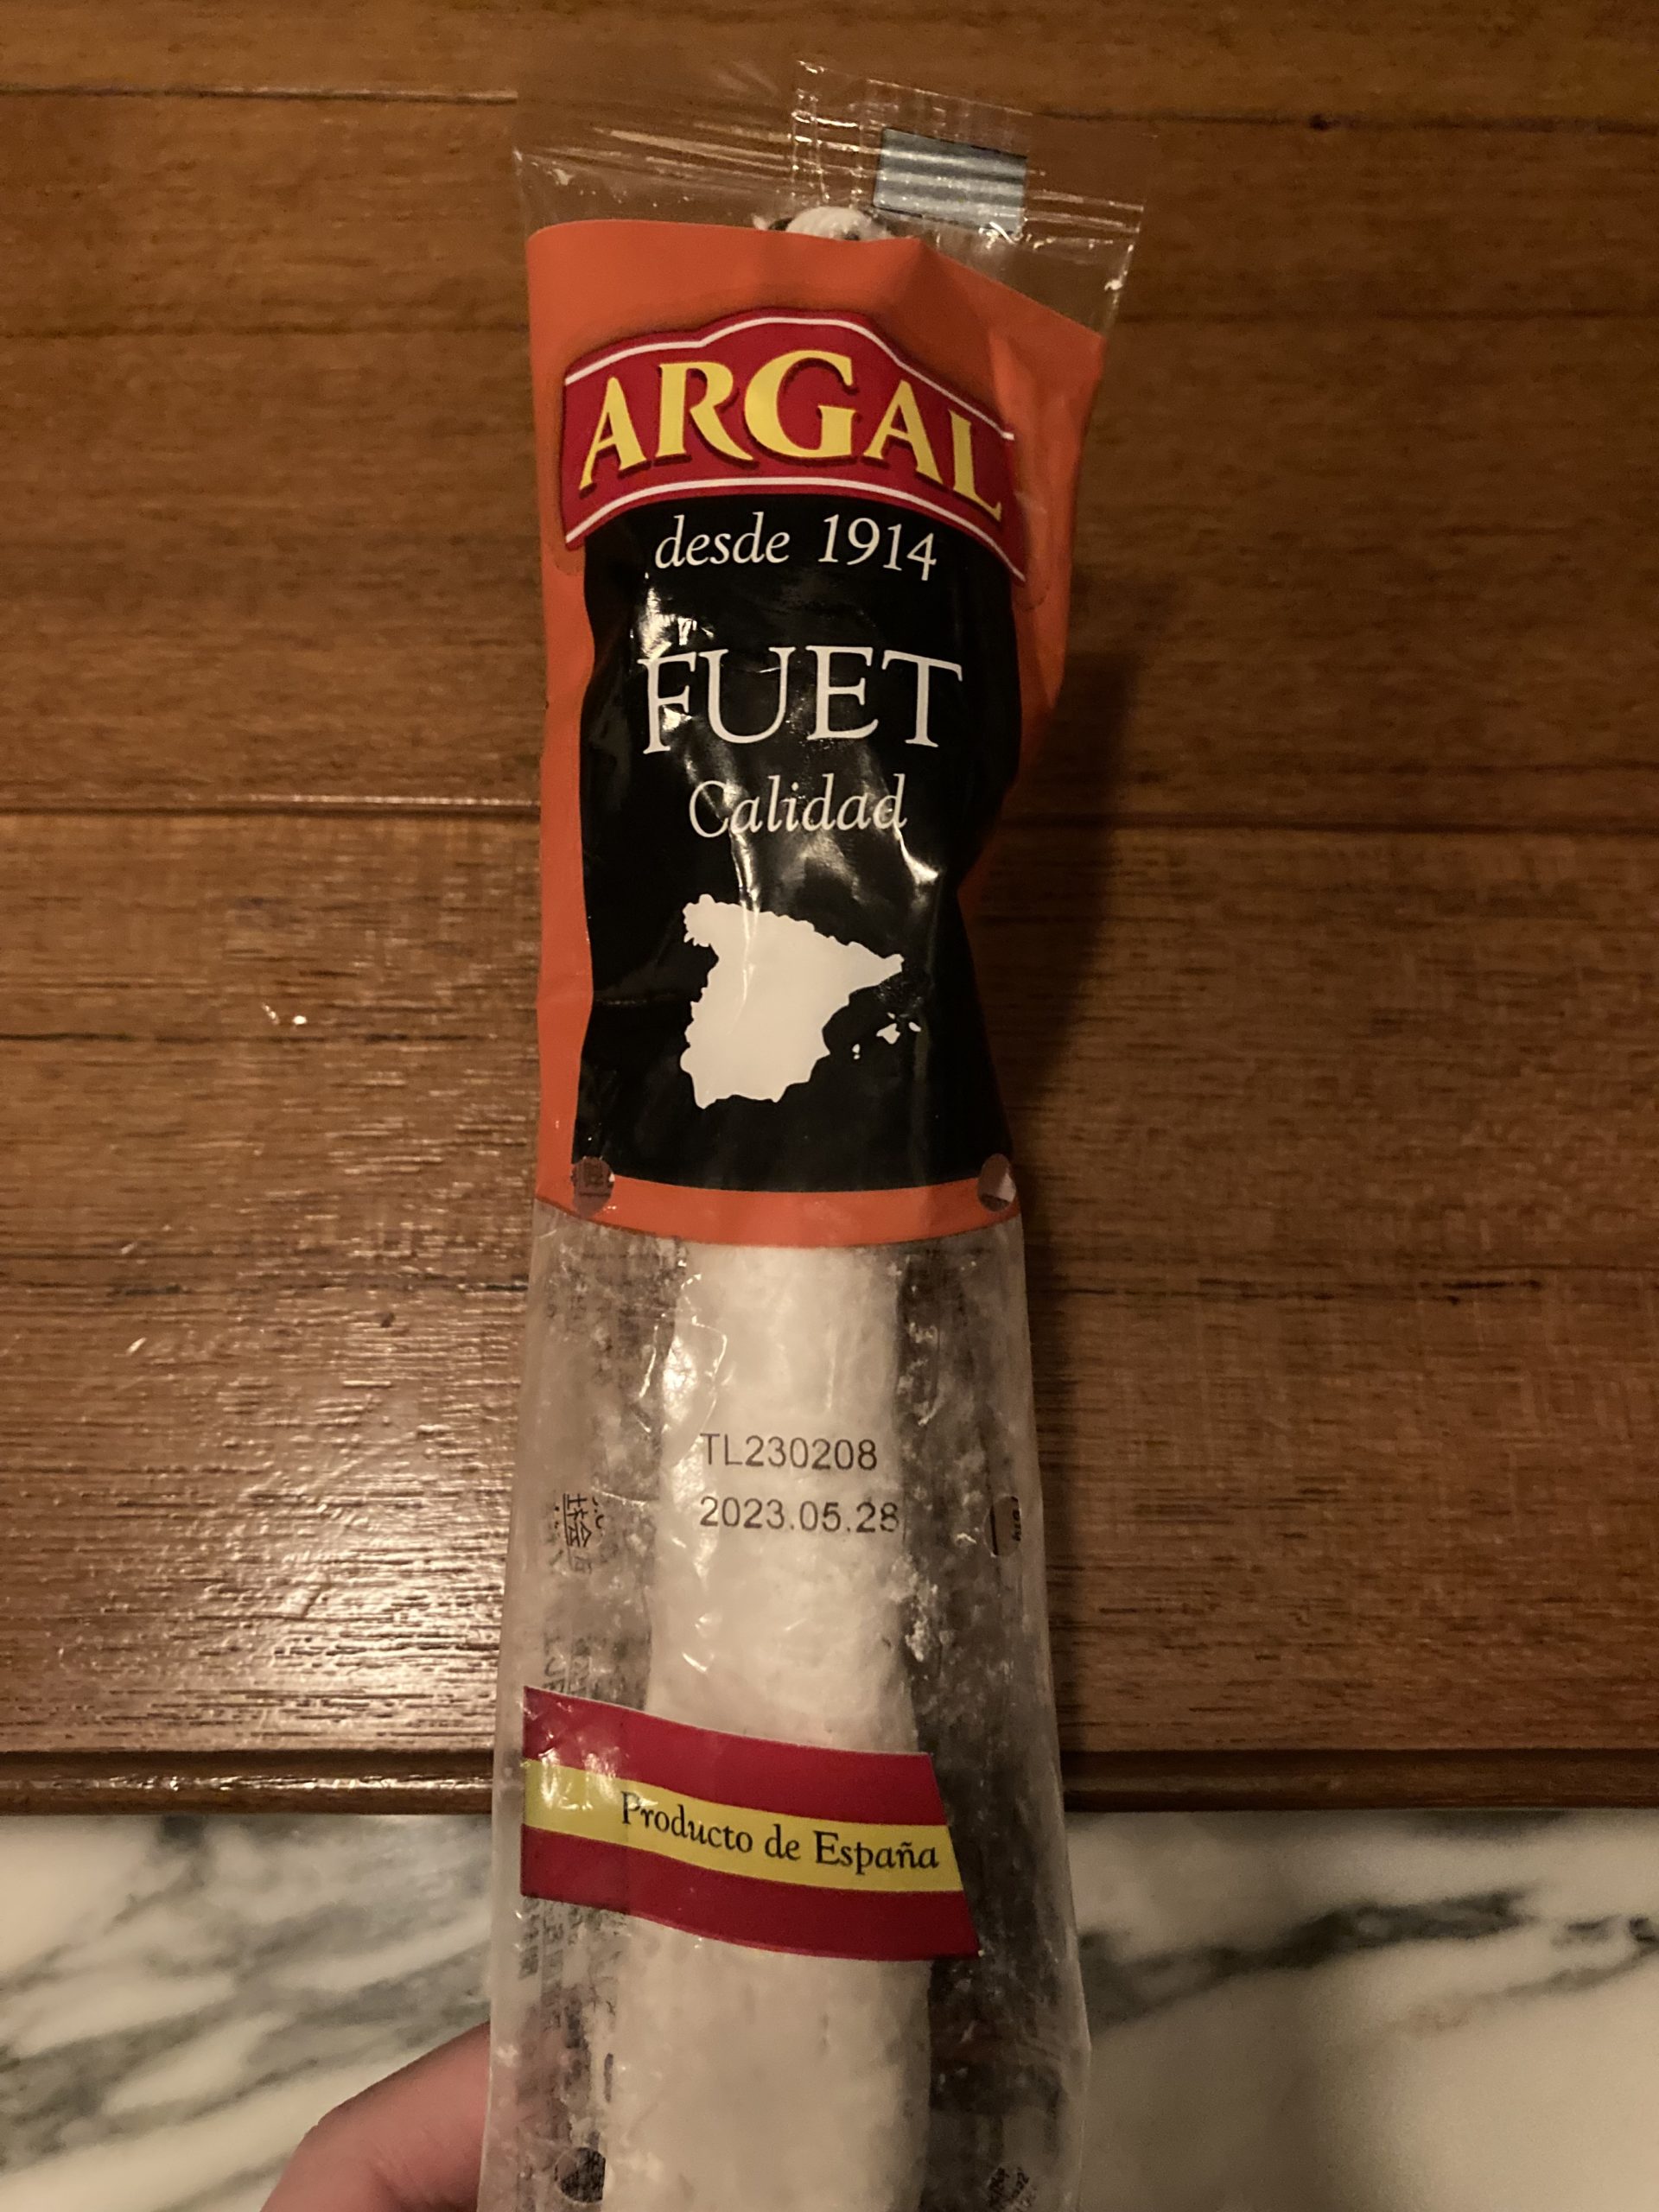 ARGAL
desde 1914
FUET
Calidad
TL230208
2023.05.28
Producto de España